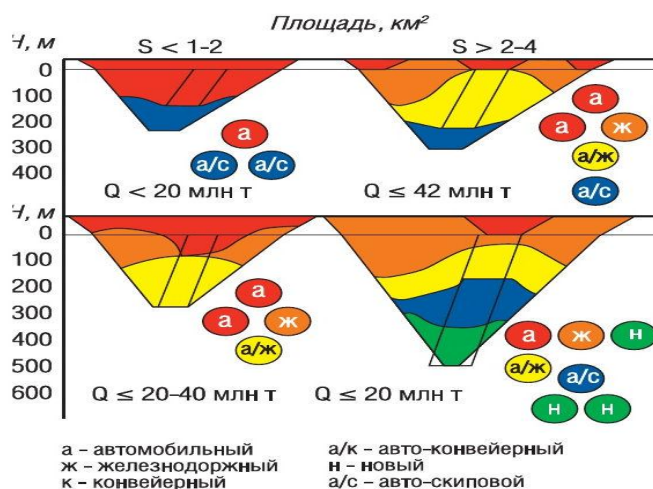 Площадь, км²
Н, м
S < 1-2
S > 2-4
0
100
200
300
400
а
а/с
а/с
а
а
ж
а/ж
а/с
Q < 20 млн т
Q ≤ 42 млн т
Н, м
0
100
200
300
400
500
600
а
а
ж
а/ж
а
ж
н
а/ж
а/с
н
н
Q ≤ 20-40 млн т
Q ≤ 20 млн т
а – автомобильный
ж – железнодоржный
к – конвейерный
а/к – авто-конвейерный
н – новый
а/с – авто-скиповой